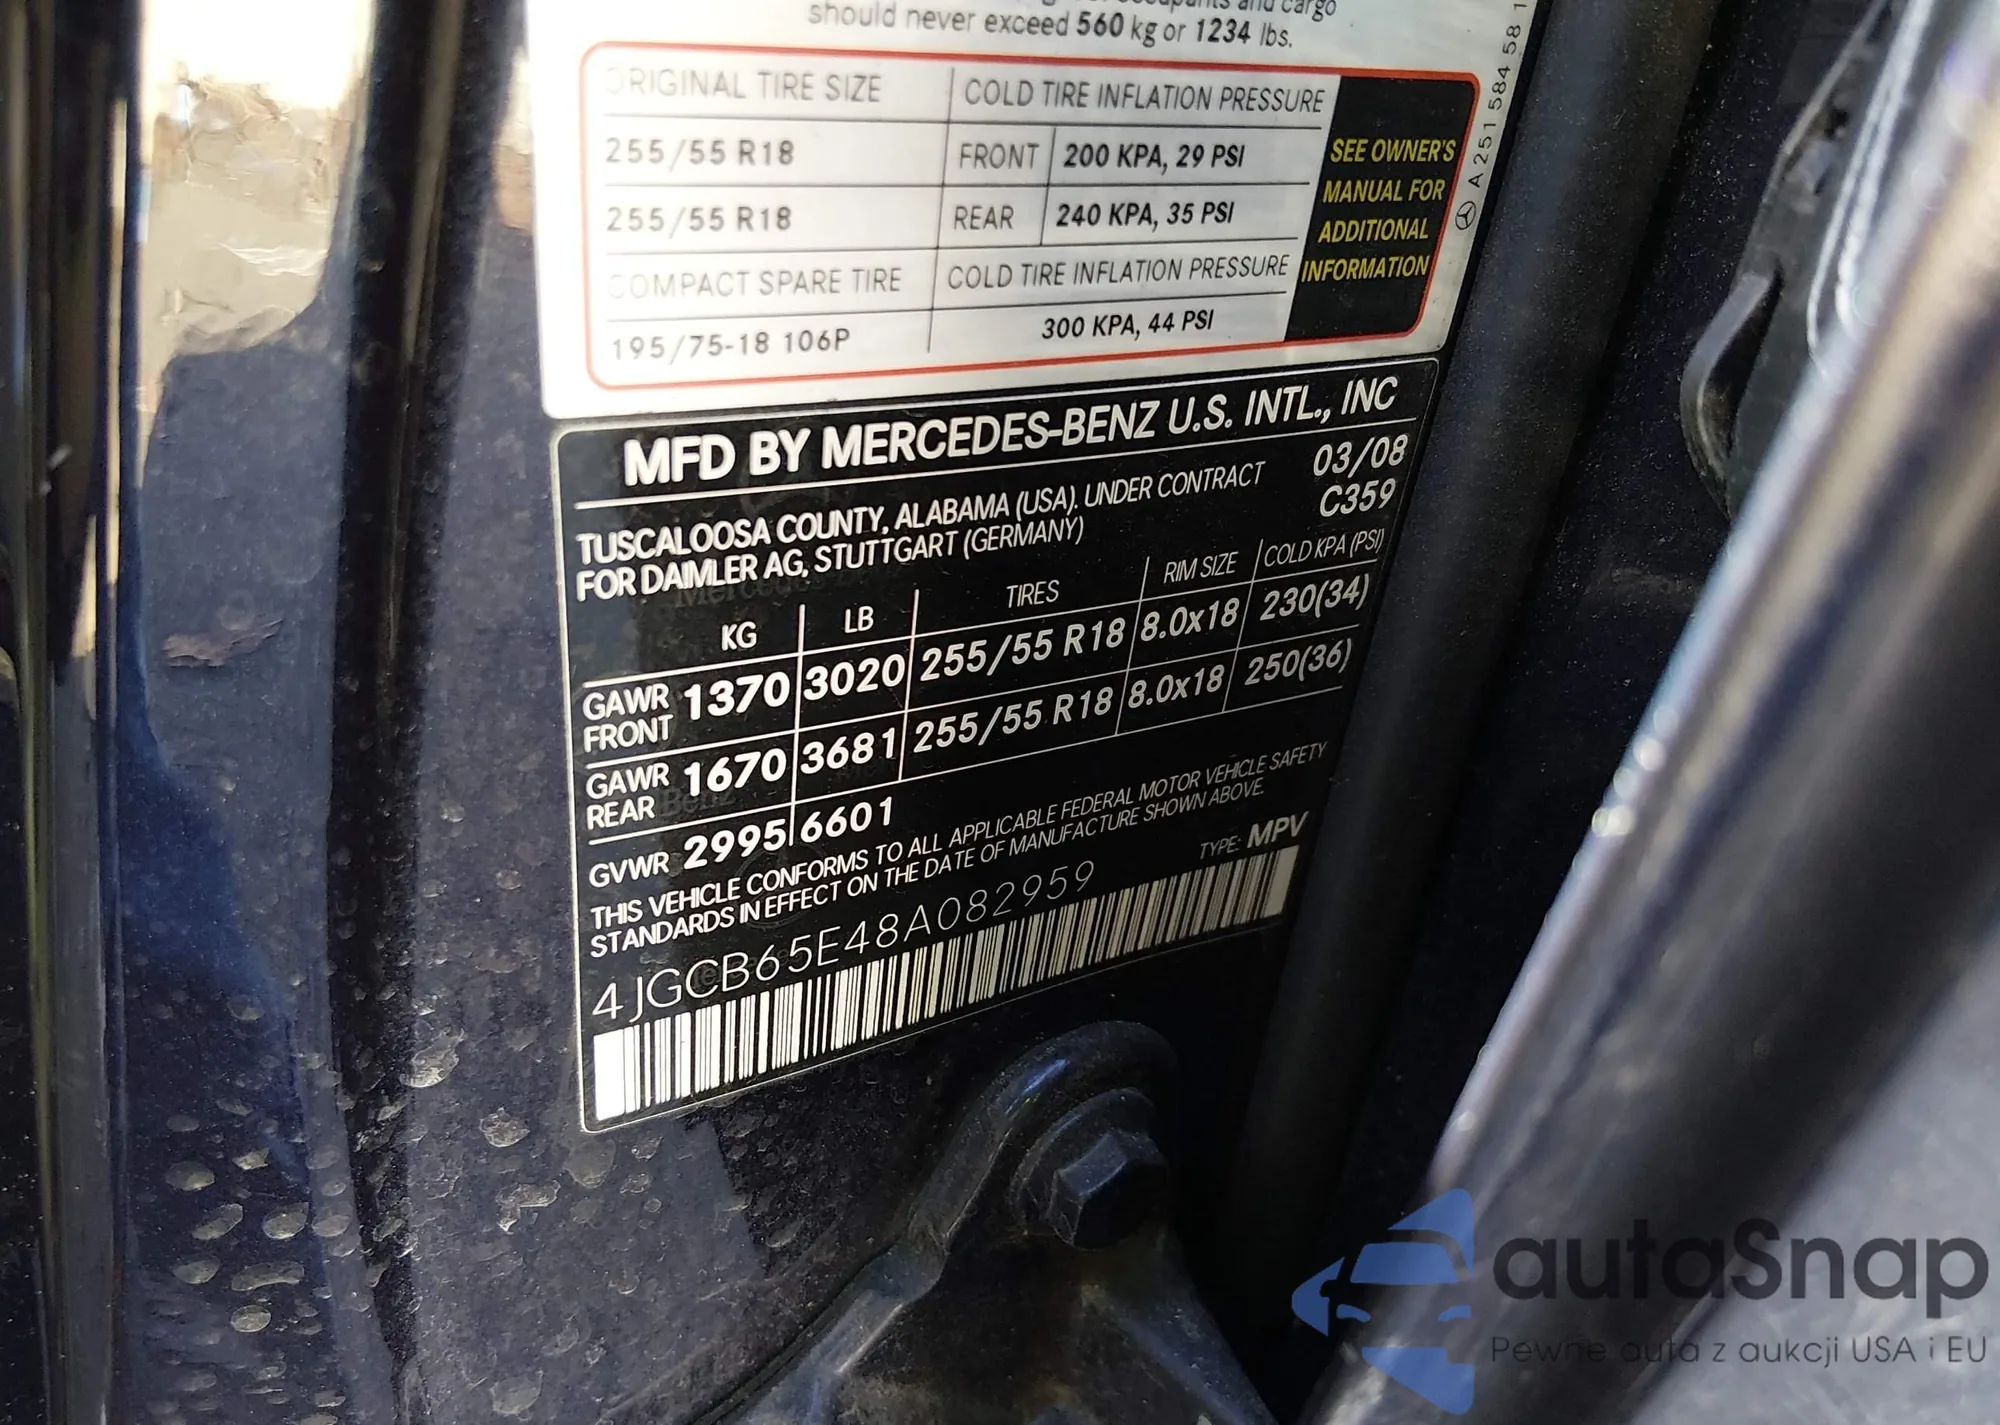 occupants and cargo
should never exceed 560 kg or 1234 lbs.
ORIGINAL TIRE SIZE COLD TIRE INFLATION PRESSURE
255/55 R18 FRONT 200 KPA, 29 PSI
255/55 R18 REAR 240 KPA, 35 PSI
COMPACT SPARE TIRE COLD TIRE INFLATION PRESSURE
195/75-18 106P 300 KPA, 44 PSI
SEE OWNER'S
MANUAL FOR
ADDITIONAL
INFORMATION
A 251 584 58 1
MFD BY MERCEDES-BENZ U.S. INTL., INC
TUSCALOOSA COUNTY, ALABAMA (USA). UNDER CONTRACT 03/08
FOR DAIMLER AG, STUTTGART (GERMANY) C359
KG LB TIRES RIM SIZE COLD KPA (PSI)
GAWR FRONT 1370 3020 255/55 R18 8.0x18 230(34)
GAWR REAR 1670 3681 255/55 R18 8.0x18 250(36)
GVWR 2995 6601
THIS VEHICLE CONFORMS TO ALL APPLICABLE FEDERAL MOTOR VEHICLE SAFETY
STANDARDS IN EFFECT ON THE DATE OF MANUFACTURE SHOWN ABOVE.
4JGCB65E48A082959 TYPE: MPV
autaSnap
Pewne auta z aukcji USA i EU